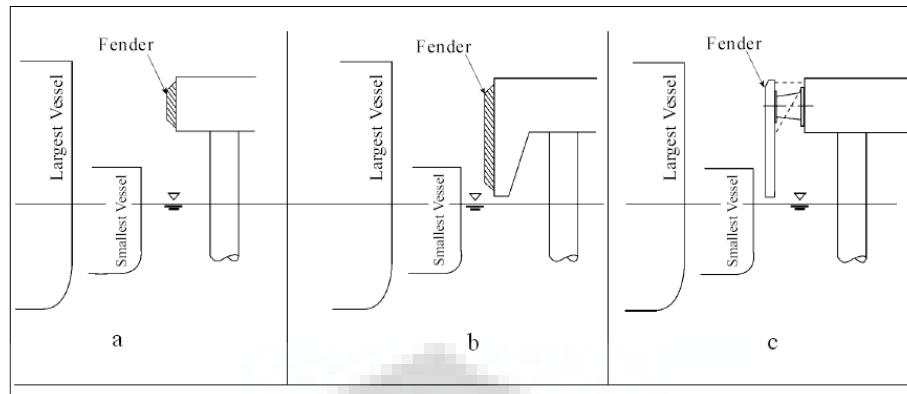 Fender
Largest Vessel
Smallest Vessel
a
Fender
Largest Vessel
Smallest Vessel
b
Fender
Largest Vessel
Smallest Vessel
c